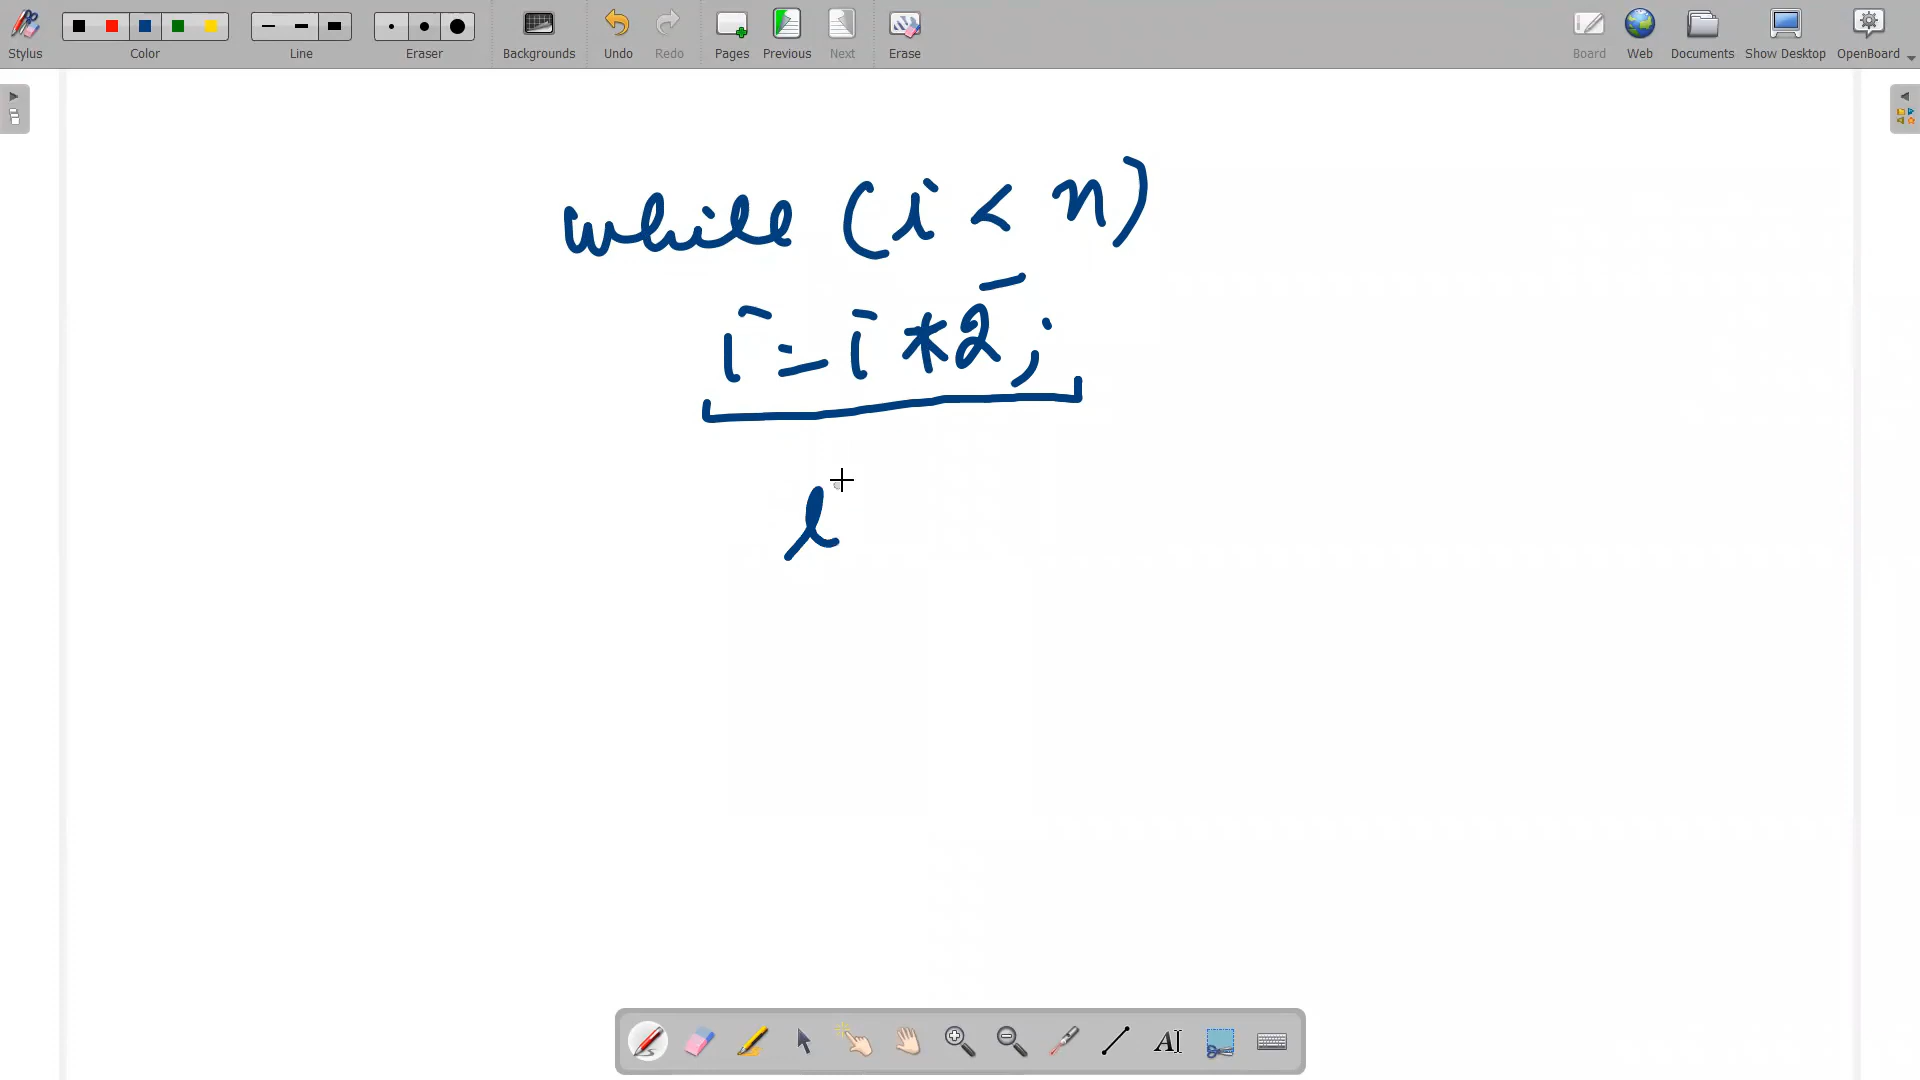 Stylus
Color
Line
Eraser
Backgrounds
Undo
Redo
Pages
Previous
Next
Erase
Board
Web
Documents
Show Desktop
OpenBoard
while (i < n)
i = i * 2 ;
l
AI